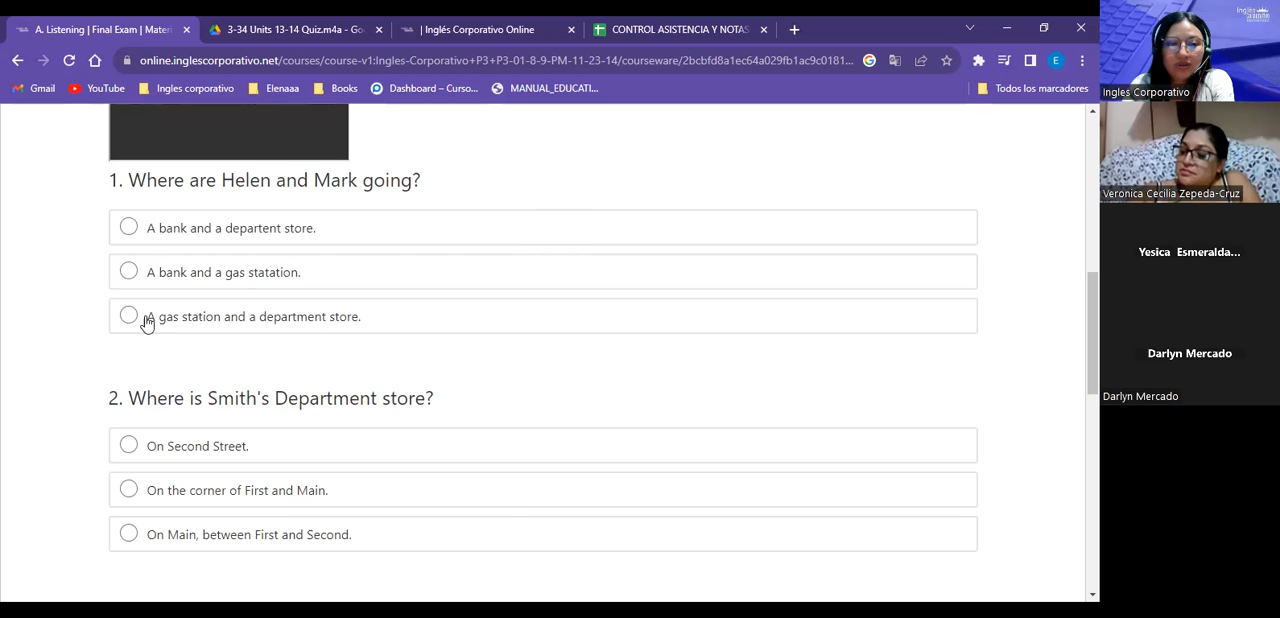 A. Listening | Final Exam | Materi
3-34 Units 13-14 Quiz.m4a - Go
| Inglés Corporativo Online
CONTROL ASISTENCIA Y NOTAS
online.inglescorporativo.net/courses/course-v1:Ingles-Corporativo+P3+P3-01-8-9-PM-11-23-14/courseware/2bcbfd8a1ec64a029fb1ac9c0181...
E
Gmail
YouTube
Ingles corporativo
Elenaaa
Books
Dashboard – Curso...
MANUAL_EDUCATI...
Todos los marcadores
1. Where are Helen and Mark going?
A bank and a departent store.
A bank and a gas statation.
A gas station and a department store.
2. Where is Smith's Department store?
On Second Street.
On the corner of First and Main.
On Main, between First and Second.
Ingles Corporativo
Veronica Cecilia Zepeda-Cruz
Yesica Esmeralda...
Darlyn Mercado
Darlyn Mercado